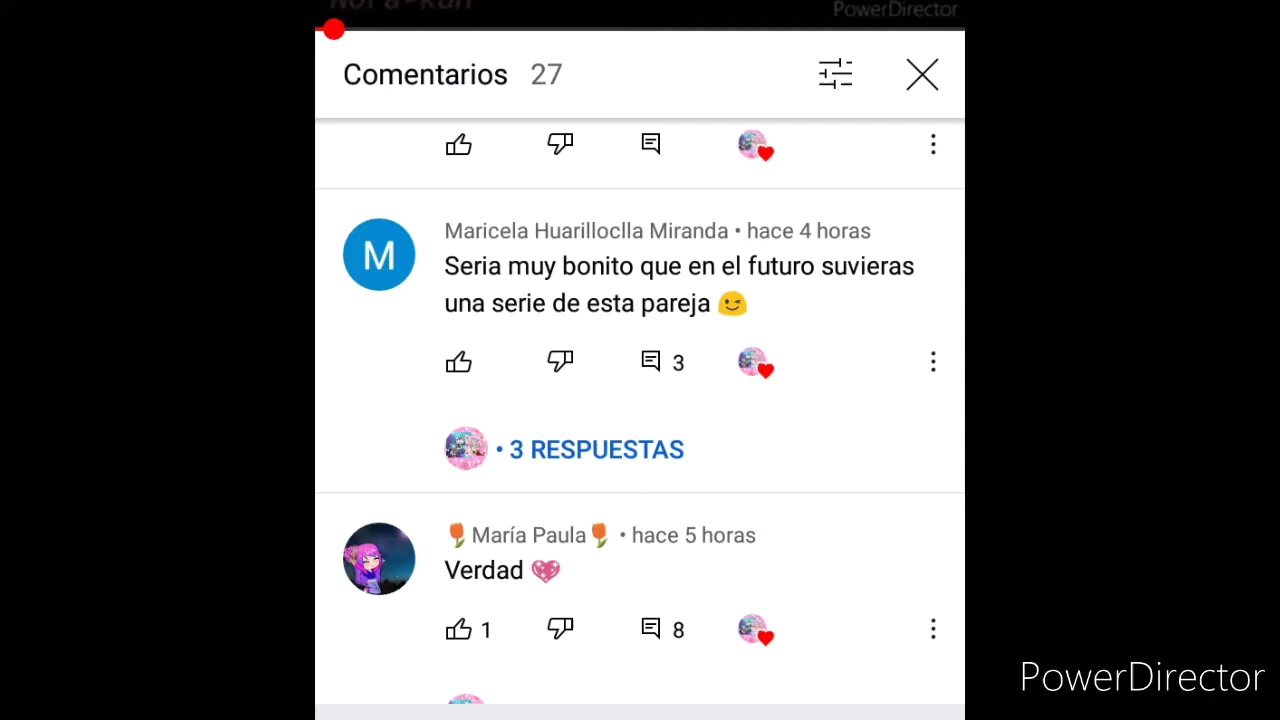 PowerDirector
Comentarios 27
Maricela Huarilloclla Miranda • hace 4 horas
Seria muy bonito que en el futuro suvieras
una serie de esta pareja 😉
3
• 3 RESPUESTAS
🌷María Paula🌷 • hace 5 horas
Verdad 💖
1 8
PowerDirector